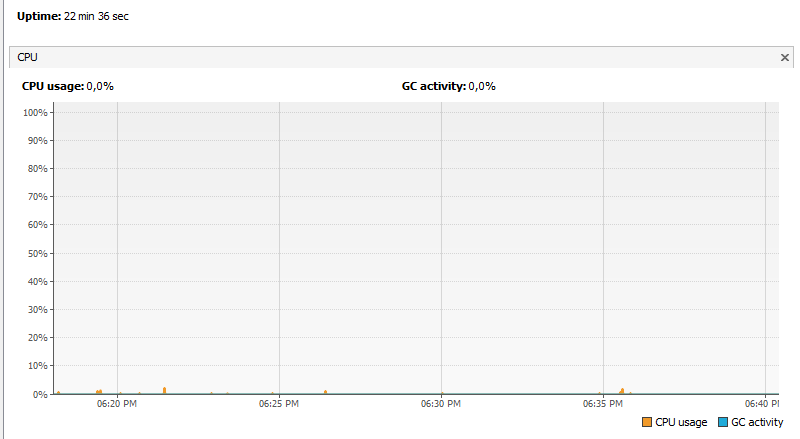 Uptime: 22 min 36 sec
CPU
CPU usage: 0,0%
GC activity: 0,0%
100%
90%
80%
70%
60%
50%
40%
30%
20%
10%
0%
06:20 PM
06:25 PM
06:30 PM
06:35 PM
06:40 P
CPU usage
GC activity